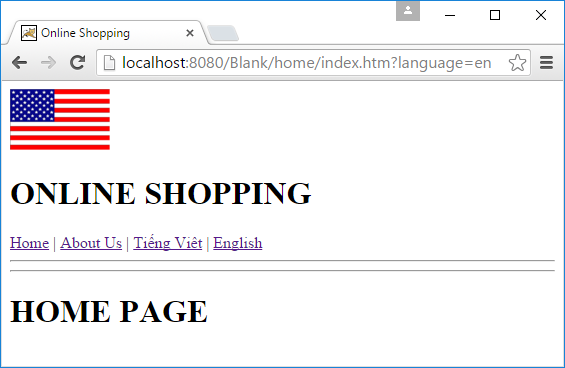 Online Shopping
localhost:8080/Blank/home/index.htm?language=en
ONLINE SHOPPING
Home | About Us | Tiếng Viêt | English
HOME PAGE